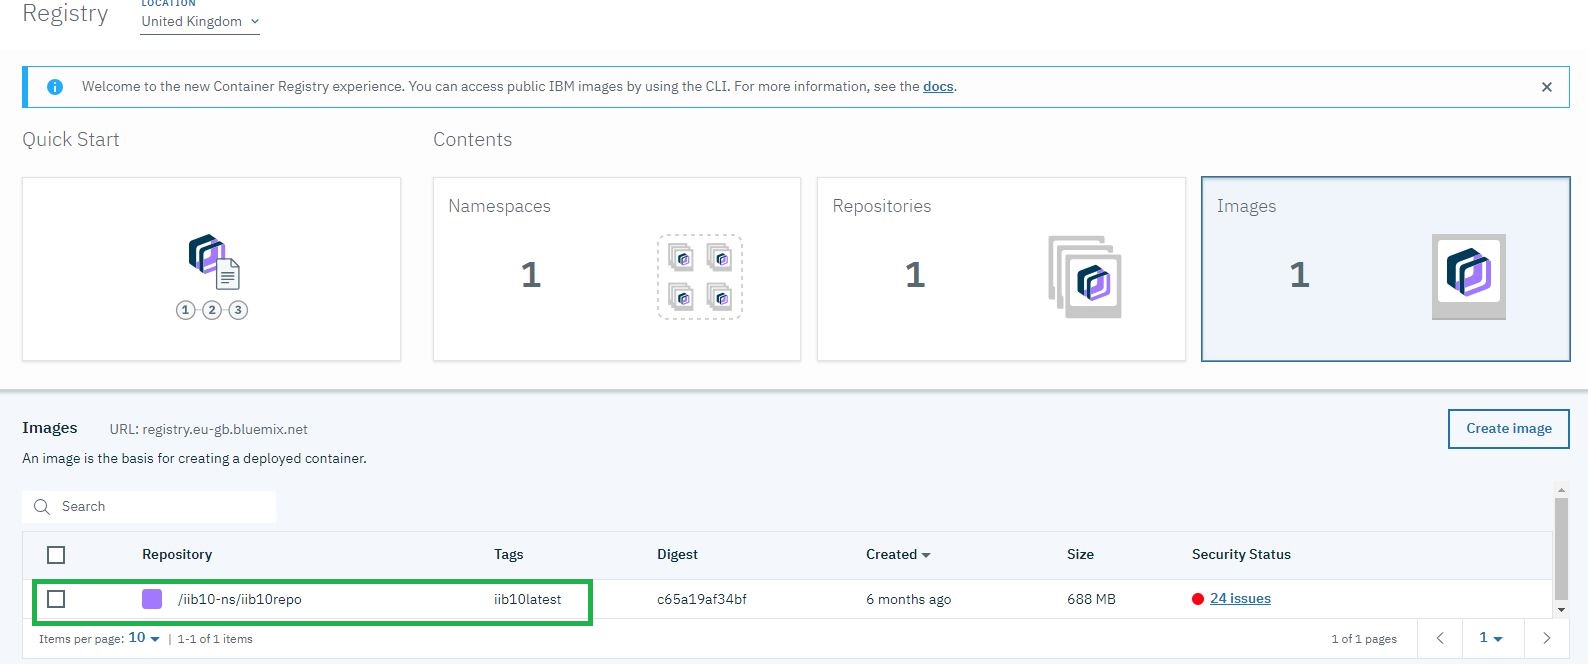 Registry
LOCATION
United Kingdom
Welcome to the new Container Registry experience. You can access public IBM images by using the CLI. For more information, see the docs.
Quick Start
Contents
1 2 3
Namespaces
1
Repositories
1
Images
1
Images URL: registry.eu-gb.bluemix.net
Create image
An image is the basis for creating a deployed container.
Search
Repository Tags Digest Created Size Security Status
/iib10-ns/iib10repo iib10latest c65a19af34bf 6 months ago 688 MB 24 issues
Items per page: 10 | 1-1 of 1 items 1 of 1 pages 1